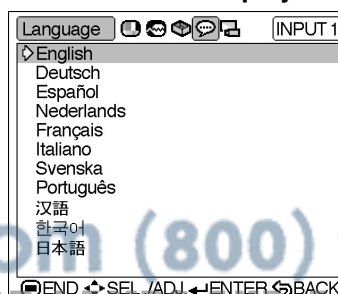 Language INPUT 1
English
Deutsch
Español
Nederlands
Français
Italiano
Svenska
Português
汉語
한국어
日本語
om (800)
END SEL./ADJ. ENTER BACK